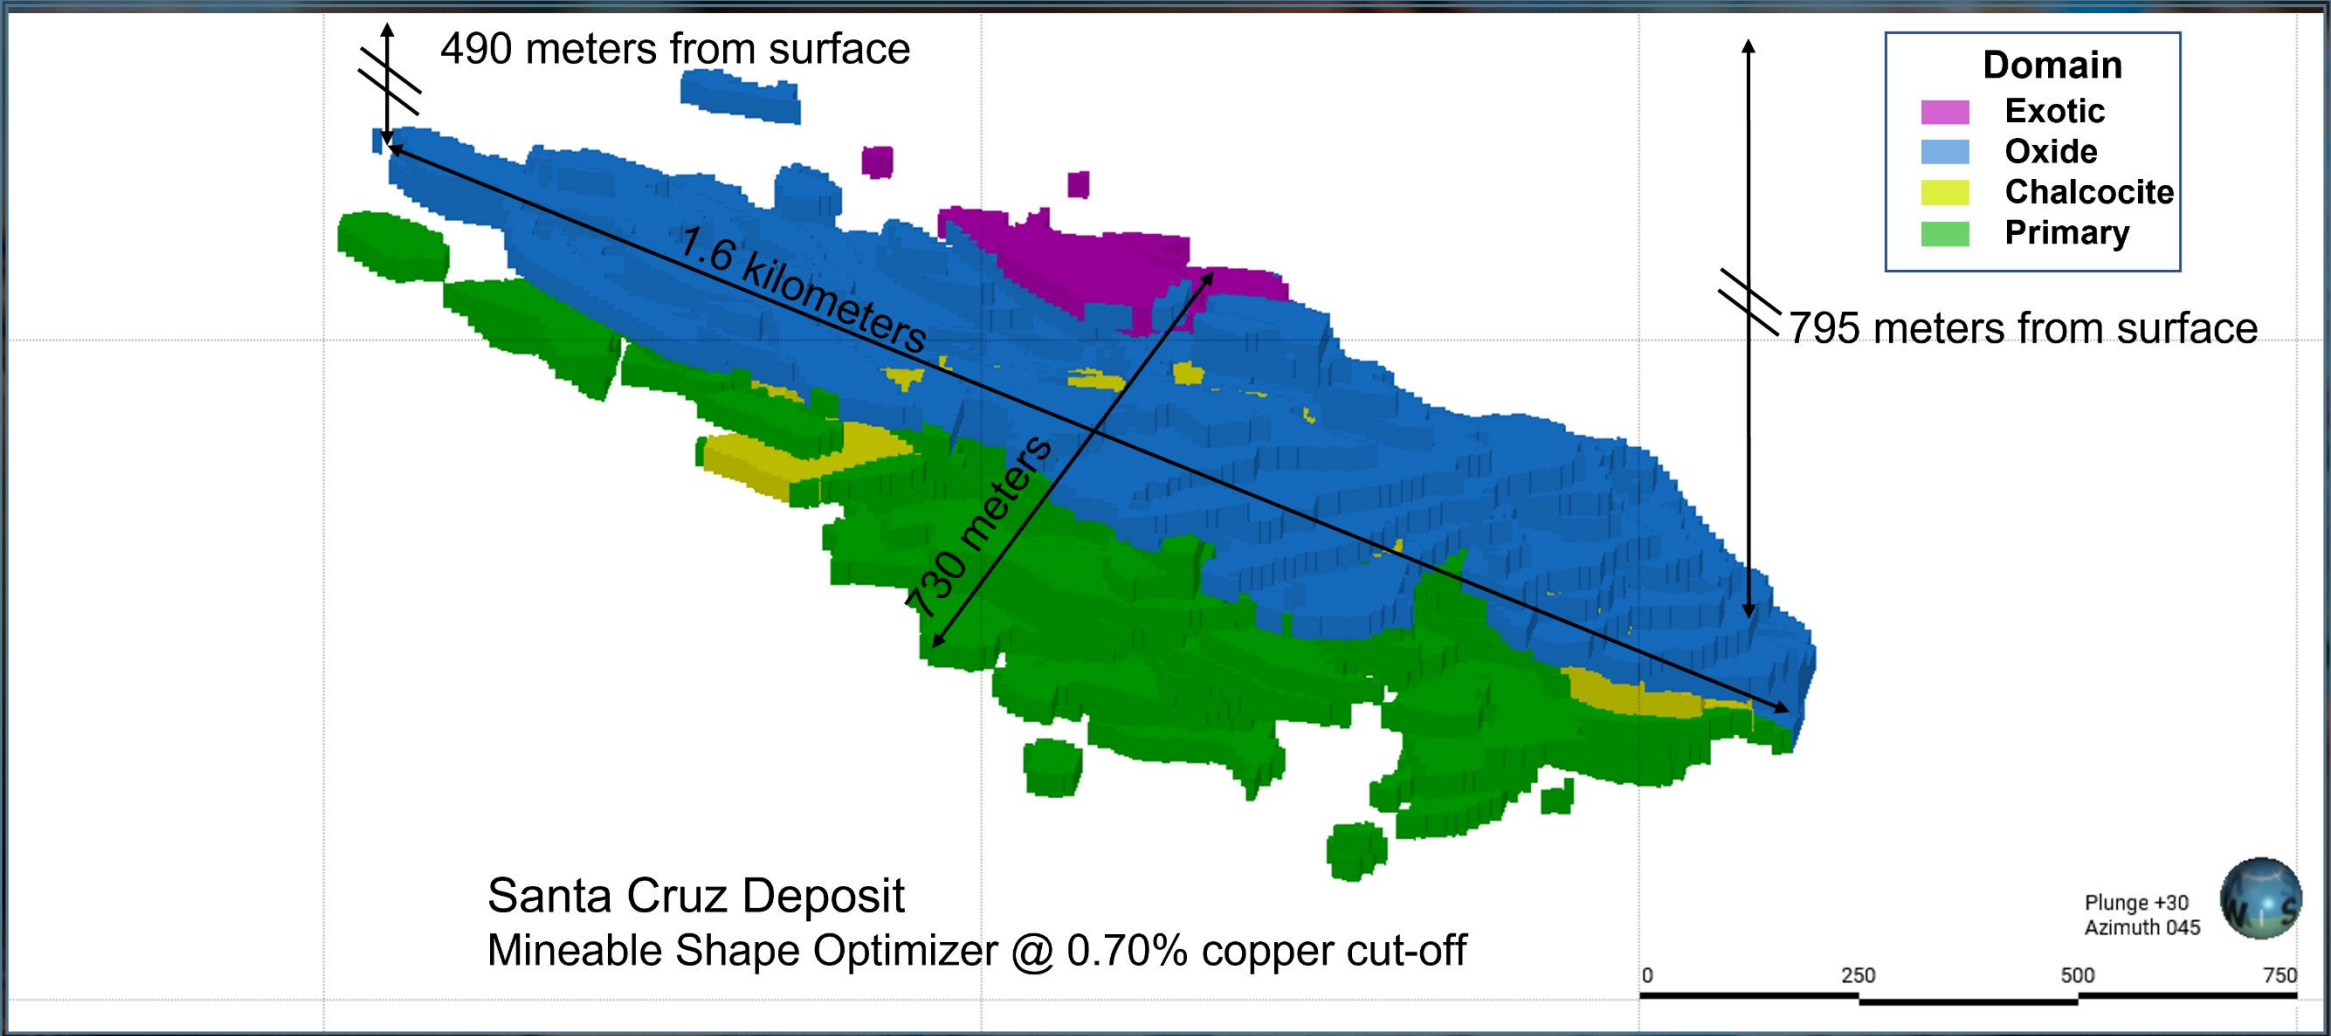 490 meters from surface
Domain
Exotic
Oxide
Chalcocite
Primary
1.6 kilometers
795 meters from surface
730 meters
Santa Cruz Deposit
Mineable Shape Optimizer @ 0.70% copper cut-off
Plunge +30
Azimuth 045
W S
0 250 500 750